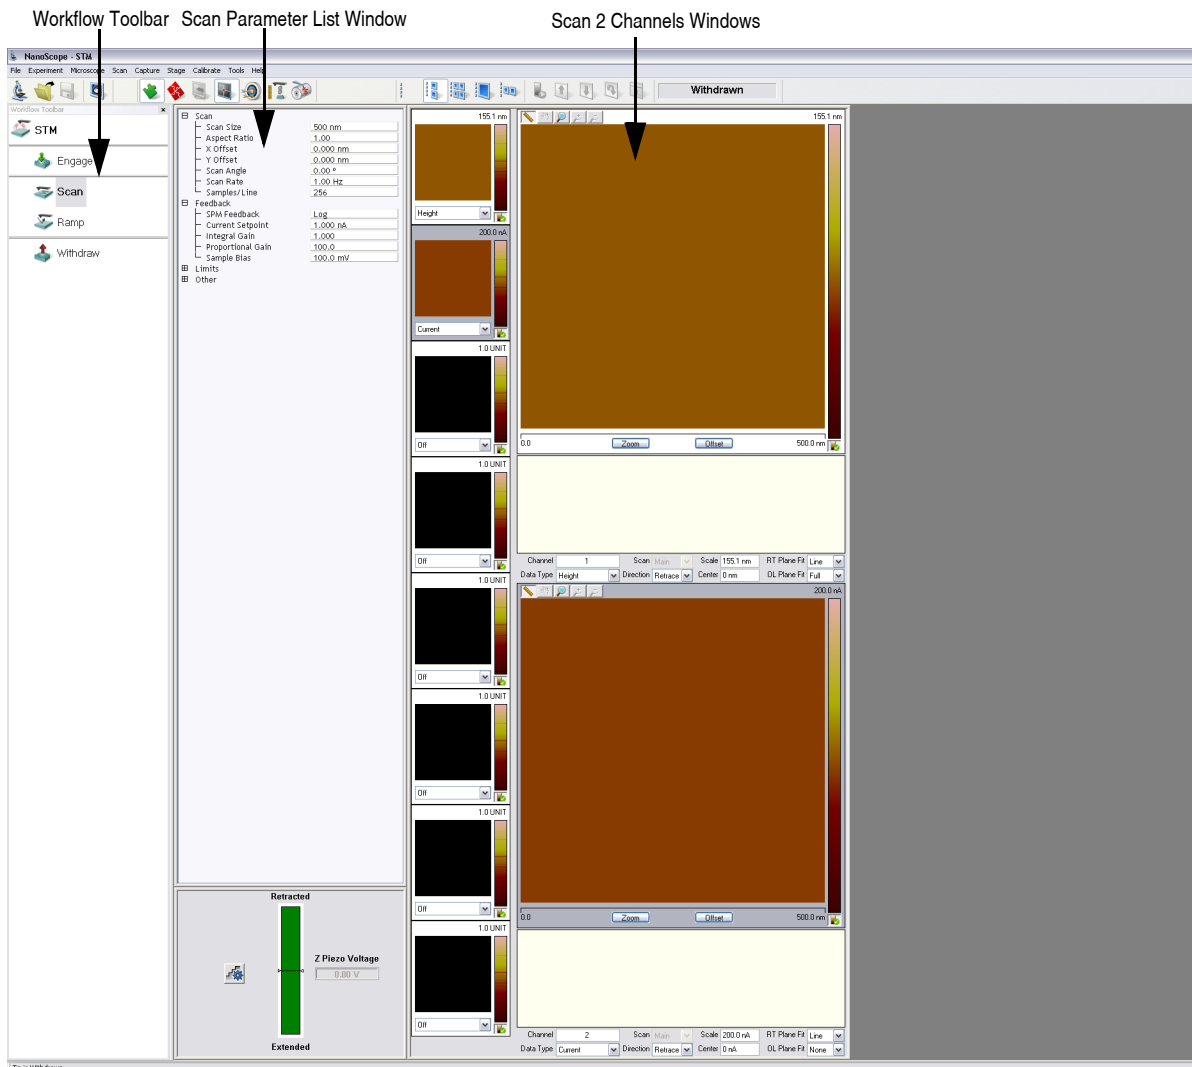 Workflow Toolbar Scan Parameter List Window Scan 2 Channels Windows
NanoScope - STM
File Experiment Microscope Scan Capture Stage Calibrate Tools Help
Withdrawn
Workflow Toolbar x
STM
Engage
Scan
Ramp
Withdraw
Scan
Scan Size 500 nm
Aspect Ratio 1.00
X Offset 0.000 nm
Y Offset 0.000 nm
Scan Angle 0.00 °
Scan Rate 1.00 Hz
Samples/Line 256
Feedback
SPM Feedback Log
Current Setpoint 1.000 nA
Integral Gain 1.000
Proportional Gain 100.0
Sample Bias 100.0 mV
Limits
Other
Retracted
Z Piezo Voltage
0.00 V
Extended
155.1 nm
Height
200.0 nA
Current
1.0 UNIT
Off
1.0 UNIT
Off
1.0 UNIT
Off
1.0 UNIT
Off
1.0 UNIT
Off
1.0 UNIT
Off
155.1 nm
0.0 Zoom Offset 500.0 nm
Channel 1 Scan Main Scale 155.1 nm RT Plane Fit Line
Data Type Height Direction Retrace Center 0 nm OL Plane Fit Full
200.0 nA
0.0 Zoom Offset 500.0 nm
Channel 2 Scan Main Scale 200.0 nA RT Plane Fit Line
Data Type Current Direction Retrace Center 0 nA OL Plane Fit None